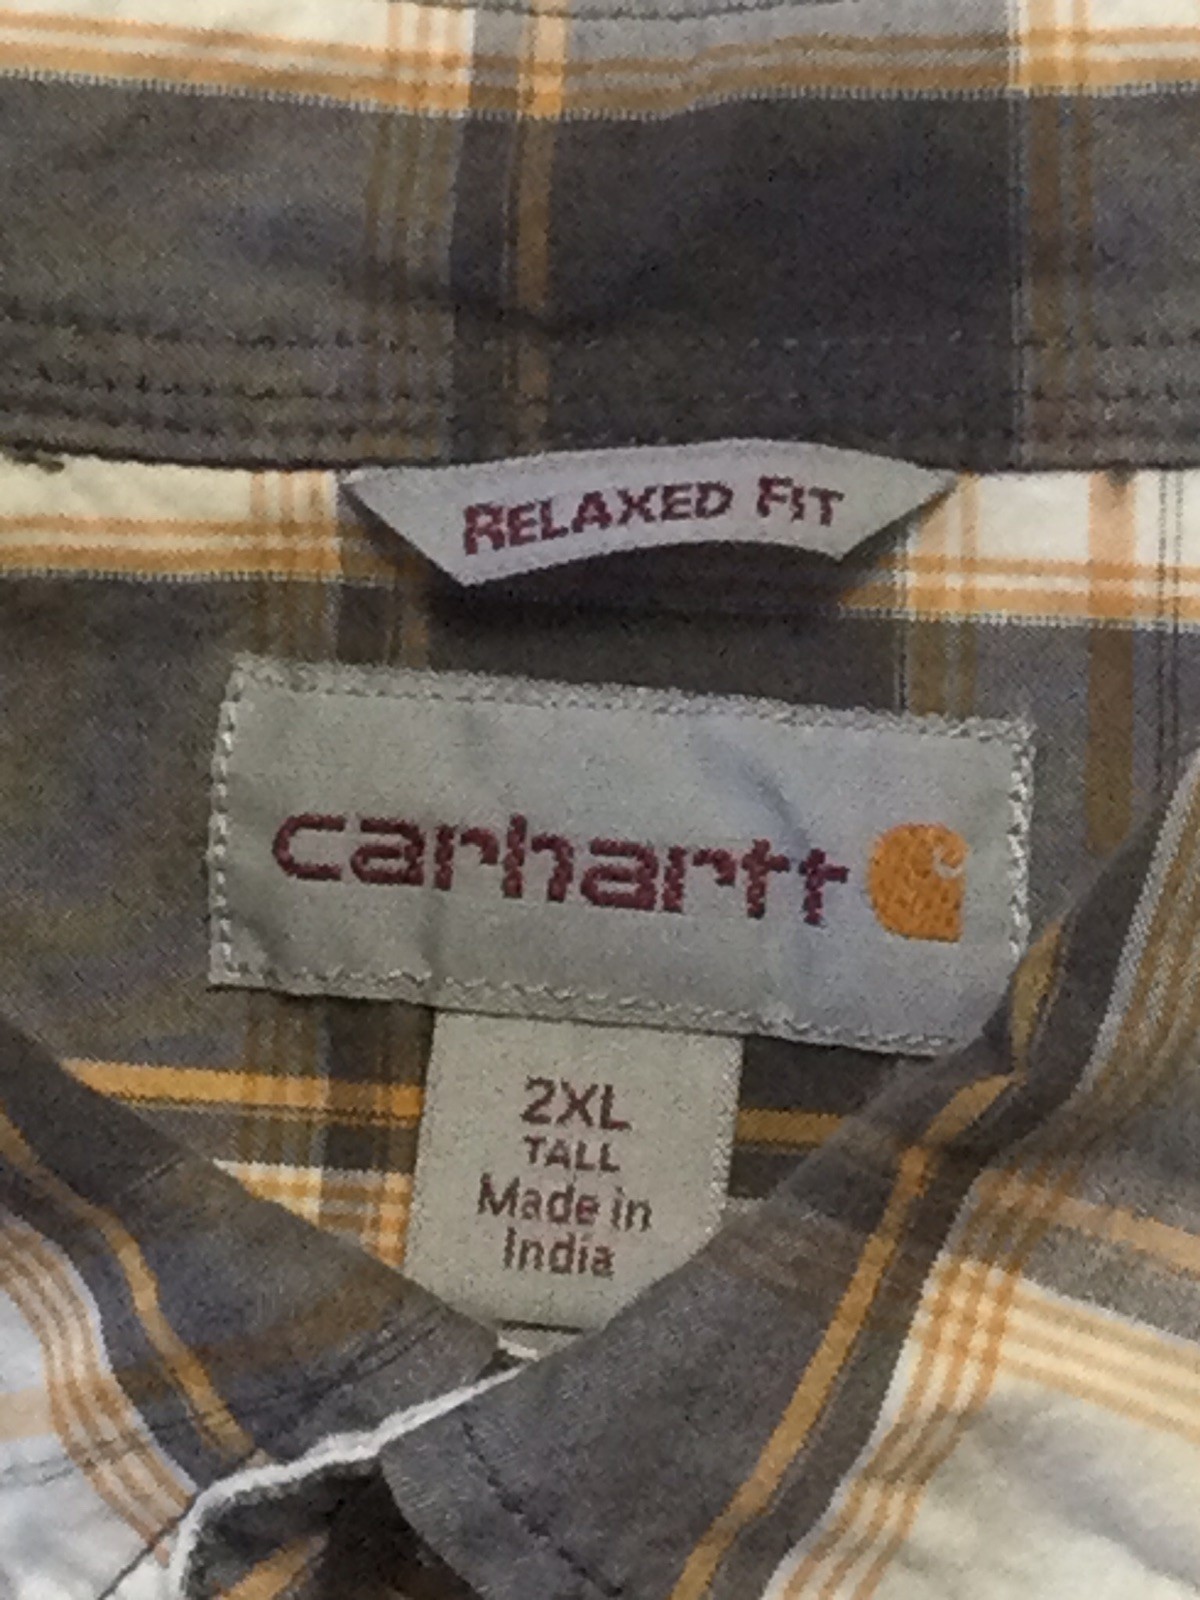 RELAXED FIT
carhartt
2XL
TALL
Made in
India